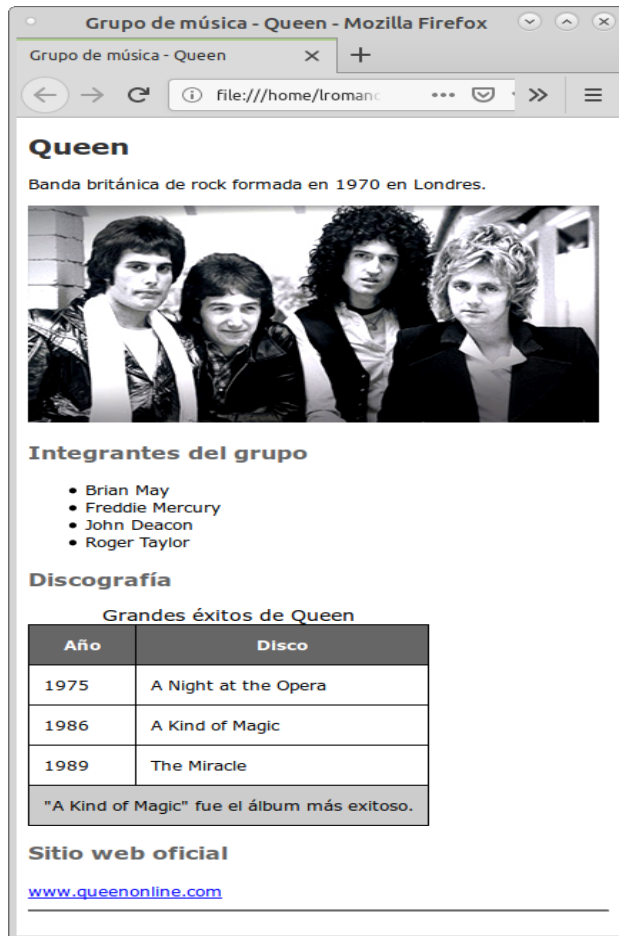 Grupo de música - Queen - Mozilla Firefox
Grupo de música - Queen
file:///home/lromano
Queen
Banda británica de rock formada en 1970 en Londres.
Integrantes del grupo
Brian May
Freddie Mercury
John Deacon
Roger Taylor
Discografía
Grandes éxitos de Queen
Año Disco
1975 A Night at the Opera
1986 A Kind of Magic
1989 The Miracle
"A Kind of Magic" fue el álbum más exitoso.
Sitio web oficial
www.queenonline.com